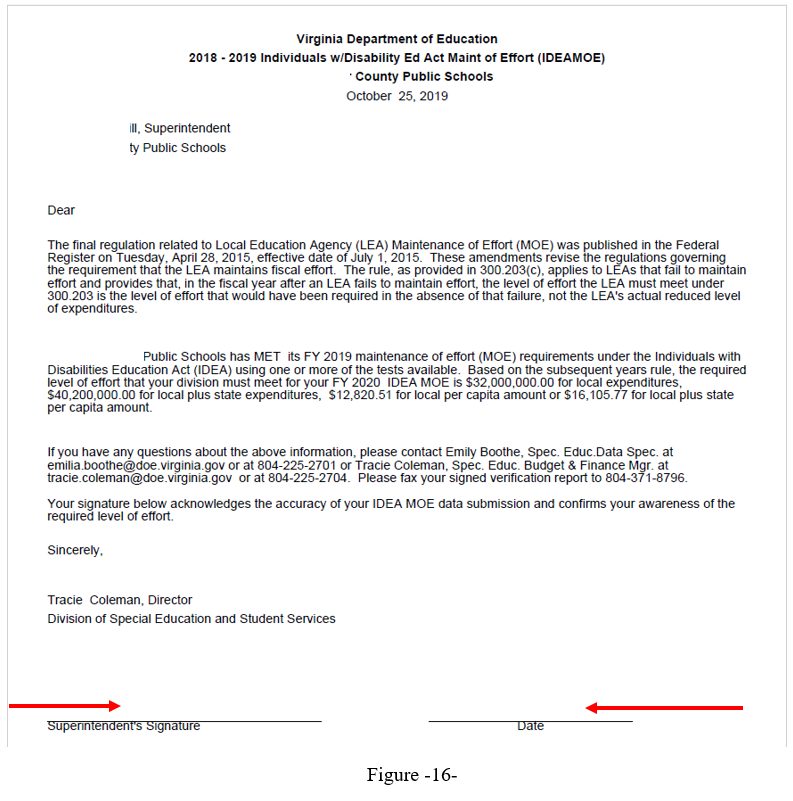 Virginia Department of Education
2018 - 2019 Individuals w/Disability Ed Act Maint of Effort (IDEAMOE)
County Public Schools
October 25, 2019
ill, Superintendent
ty Public Schools
Dear
The final regulation related to Local Education Agency (LEA) Maintenance of Effort (MOE) was published in the Federal
Register on Tuesday, April 28, 2015, effective date of July 1, 2015. These amendments revise the regulations governing
the requirement that the LEA maintains fiscal effort. The rule, as provided in 300.203(c), applies to LEAs that fail to maintain
effort and provides that, in the fiscal year after an LEA fails to maintain effort, the level of effort the LEA must meet under
300.203 is the level of effort that would have been required in the absence of that failure, not the LEA's actual reduced level
of expenditures.
Public Schools has MET its FY 2019 maintenance of effort (MOE) requirements under the Individuals with
Disabilities Education Act (IDEA) using one or more of the tests available. Based on the subsequent years rule, the required
level of effort that your division must meet for your FY 2020 IDEA MOE is $32,000,000.00 for local expenditures,
$40,200,000.00 for local plus state expenditures, $12,820.51 for local per capita amount or $16,105.77 for local plus state
per capita amount.
If you have any questions about the above information, please contact Emily Boothe, Spec. Educ.Data Spec. at
emilia.boothe@doe.virginia.gov or at 804-225-2701 or Tracie Coleman, Spec. Educ. Budget & Finance Mgr. at
tracie.coleman@doe.virginia.gov or at 804-225-2704. Please fax your signed verification report to 804-371-8796.
Your signature below acknowledges the accuracy of your IDEA MOE data submission and confirms your awareness of the
required level of effort.
Sincerely,
Tracie Coleman, Director
Division of Special Education and Student Services
Superintendent's Signature Date
Figure -16-